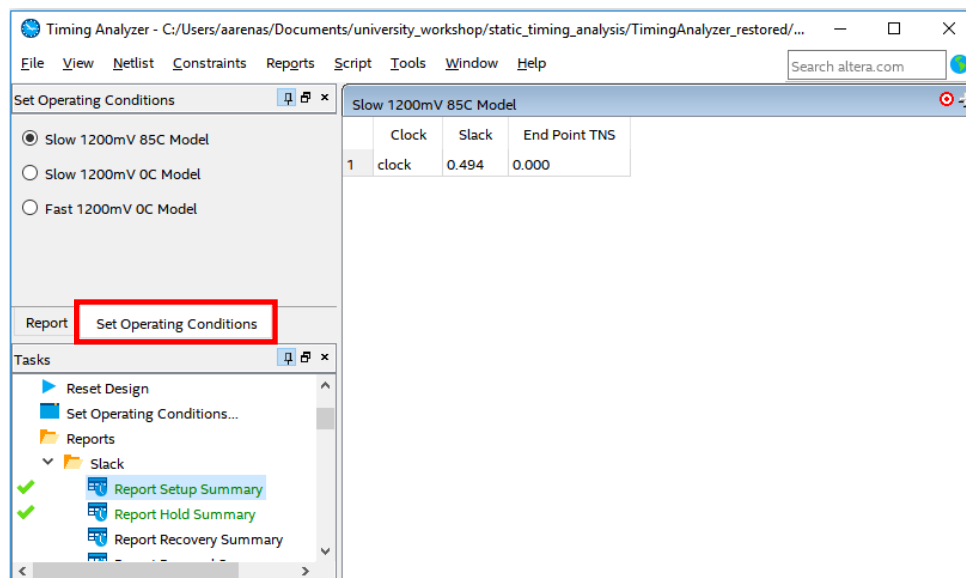 Timing Analyzer - C:/Users/aarenas/Documents/university_workshop/static_timing_analysis/TimingAnalyzer_restored/...
File View Netlist Constraints Reports Script Tools Window Help
Search altera.com
Set Operating Conditions
Slow 1200mV 85C Model
Slow 1200mV 0C Model
Fast 1200mV 0C Model
Report Set Operating Conditions
Tasks
Reset Design
Set Operating Conditions...
Reports
Slack
Report Setup Summary
Report Hold Summary
Report Recovery Summary
Slow 1200mV 85C Model
Clock Slack End Point TNS
1 clock 0.494 0.000